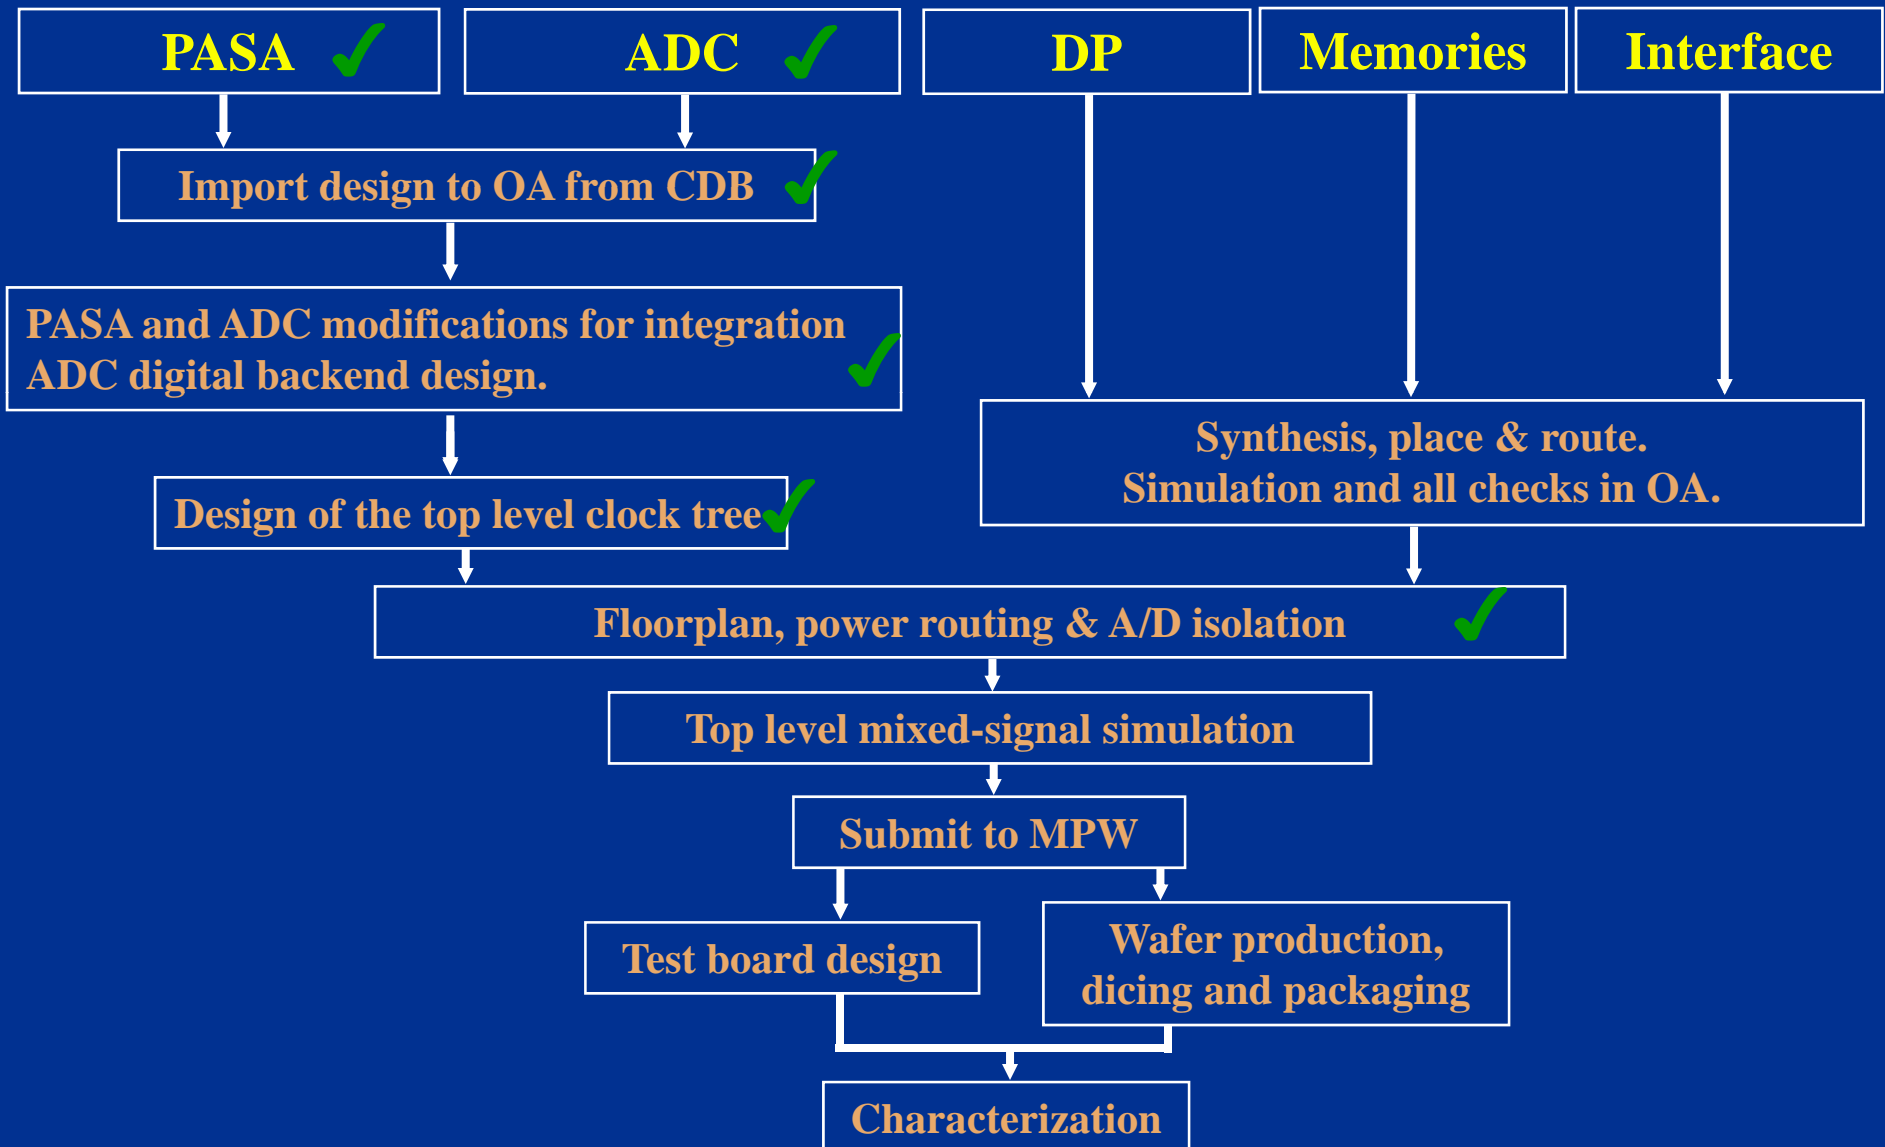 PASA
ADC
DP
Memories
Interface
Import design to OA from CDB
PASA and ADC modifications for integration
ADC digital backend design.
Synthesis, place & route.
Simulation and all checks in OA.
Design of the top level clock tree
Floorplan, power routing & A/D isolation
Top level mixed-signal simulation
Submit to MPW
Test board design
Wafer production,
dicing and packaging
Characterization